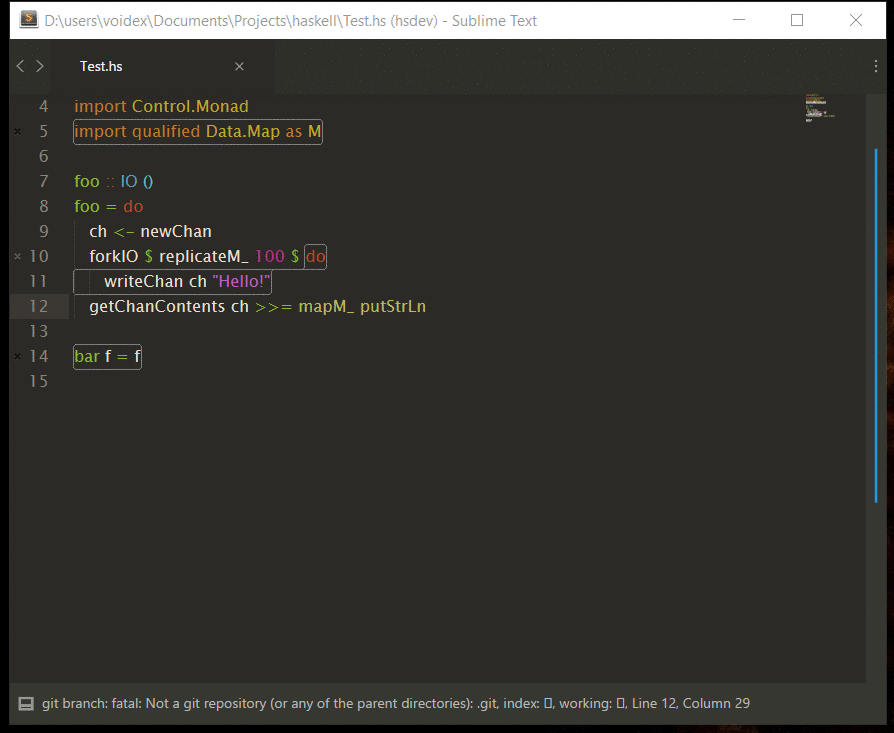 D:\users\voidex\Documents\Projects\haskell\Test.hs (hsdev) - Sublime Text
Test.hs
4 import Control.Monad
5 import qualified Data.Map as M
6
7 foo :: IO ()
8 foo = do
9 ch <- newChan
10 forkIO $ replicateM_ 100 $ do
11 writeChan ch "Hello!"
12 getChanContents ch >>= mapM_ putStrLn
13
14 bar f = f
15
git branch: fatal: Not a git repository (or any of the parent directories): .git, index: ▯, working: ▯, Line 12, Column 29